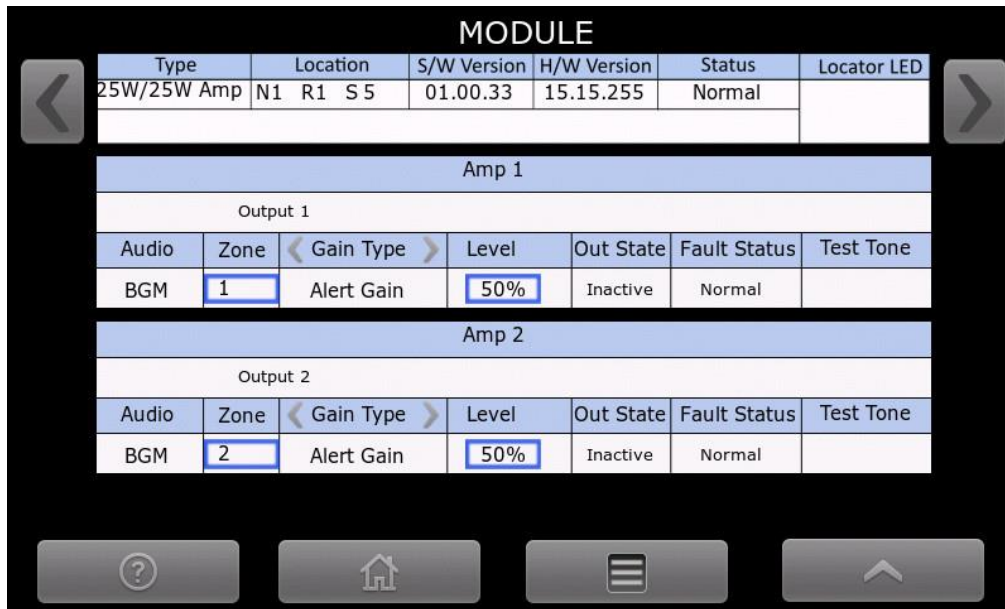 MODULE
Type Location S/W Version H/W Version Status Locator LED
25W/25W Amp N1 R1 S 5 01.00.33 15.15.255 Normal
Amp 1
Output 1
Audio Zone Gain Type Level Out State Fault Status Test Tone
BGM 1 Alert Gain 50% Inactive Normal
Amp 2
Output 2
Audio Zone Gain Type Level Out State Fault Status Test Tone
BGM 2 Alert Gain 50% Inactive Normal
?